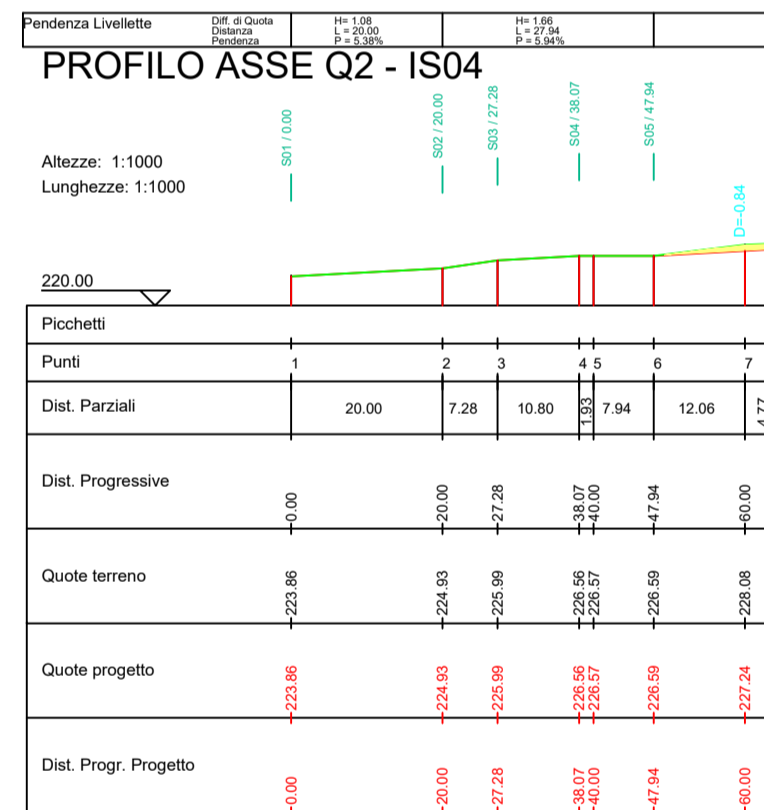 Pendenza Livellette
Diff. di Quota
Distanza
Pendenza
H= 1.08
L = 20.00
P = 5.38%
H= 1.66
L = 27.94
P = 5.94%
PROFILO ASSE Q2 - IS04
S01 / 0.00
S02 / 20.00
S03 / 27.28
S04 / 38.07
S05 / 47.94
Altezze: 1:1000
Lunghezze: 1:1000
D=-0.84
220.00
Picchetti
Punti 1 2 3 4 5 6 7
Dist. Parziali 20.00 7.28 10.80 1.93 7.94 12.06 4.77
Dist. Progressive 0.00 20.00 27.28 38.07 40.00 47.94 60.00
Quote terreno 223.86 224.93 225.99 226.56 226.57 226.59 228.08
Quote progetto 223.86 224.93 225.99 226.56 226.57 226.59 227.24
Dist. Progr. Progetto 0.00 20.00 27.28 38.07 40.00 47.94 60.00